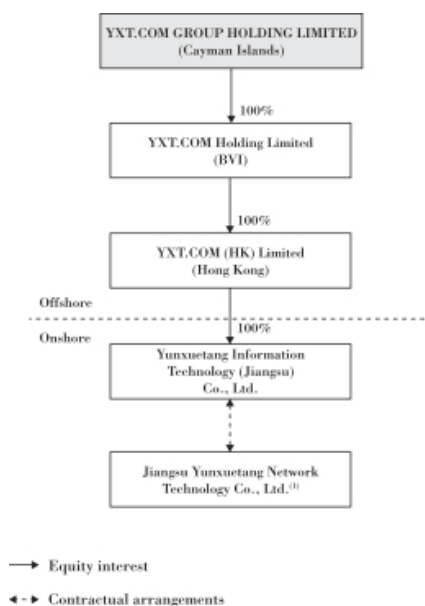 YXT.COM GROUP HOLDING LIMITED
(Cayman Islands)
100%
YXT.COM Holding Limited
(BVI)
100%
YXT.COM (HK) Limited
(Hong Kong)
Offshore
Onshore
100%
Yunxuetang Information
Technology (Jiangsu)
Co., Ltd.
Jiangsu Yunxuetang Network
Technology Co., Ltd.(1)
Equity interest
Contractual arrangements